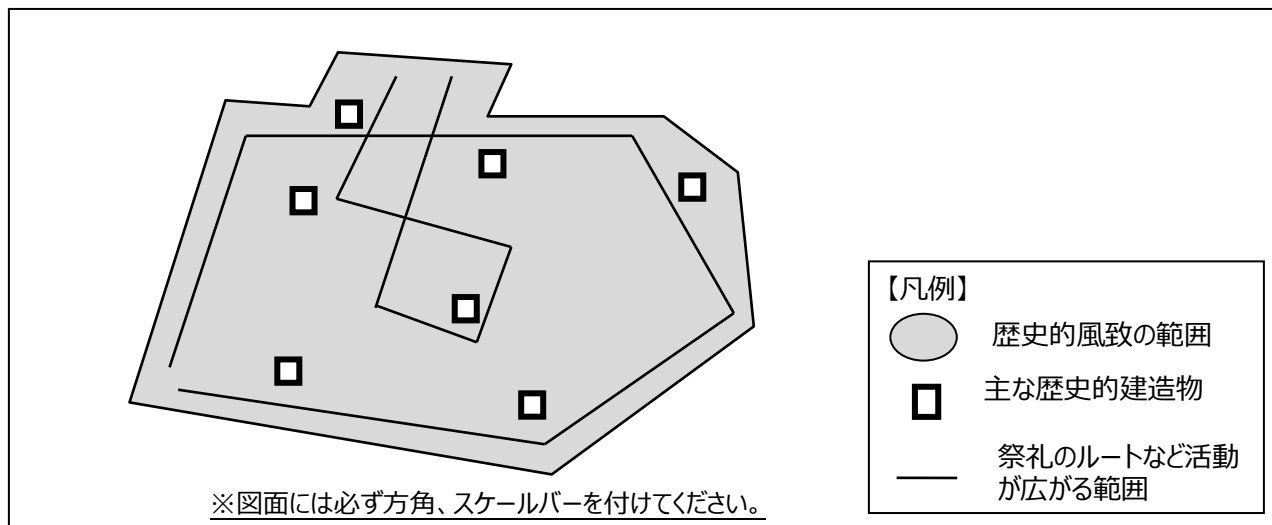 【凡例】
歴史的風致の範囲
主な歴史的建造物
祭礼のルートなど活動
が広がる範囲
※図面には必ず方角、スケールバーを付けてください。